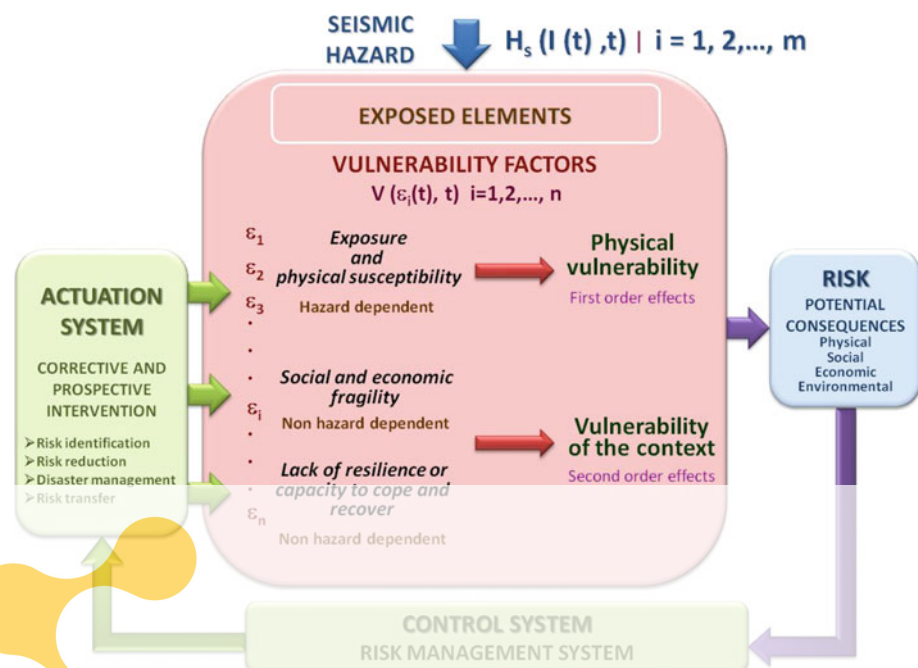 SEISMIC
HAZARD
Hs (I (t) ,t) | i = 1, 2,..., m
EXPOSED ELEMENTS
VULNERABILITY FACTORS
V (εi(t), t) i=1,2,..., n
ε1
ε2
ε3
.
.
.
εi
.
.
.
εn
Exposure
and
physical susceptibility
Hazard dependent
Social and economic
fragility
Non hazard dependent
Lack of resilience or
capacity to cope and
recover
Non hazard dependent
Physical
vulnerability
First order effects
Vulnerability
of the context
Second order effects
ACTUATION
SYSTEM
CORRECTIVE AND
PROSPECTIVE
INTERVENTION
➢Risk identification
➢Risk reduction
➢Disaster management
➢Risk transfer
RISK
POTENTIAL
CONSEQUENCES
Physical
Social
Economic
Environmental
CONTROL SYSTEM
RISK MANAGEMENT SYSTEM